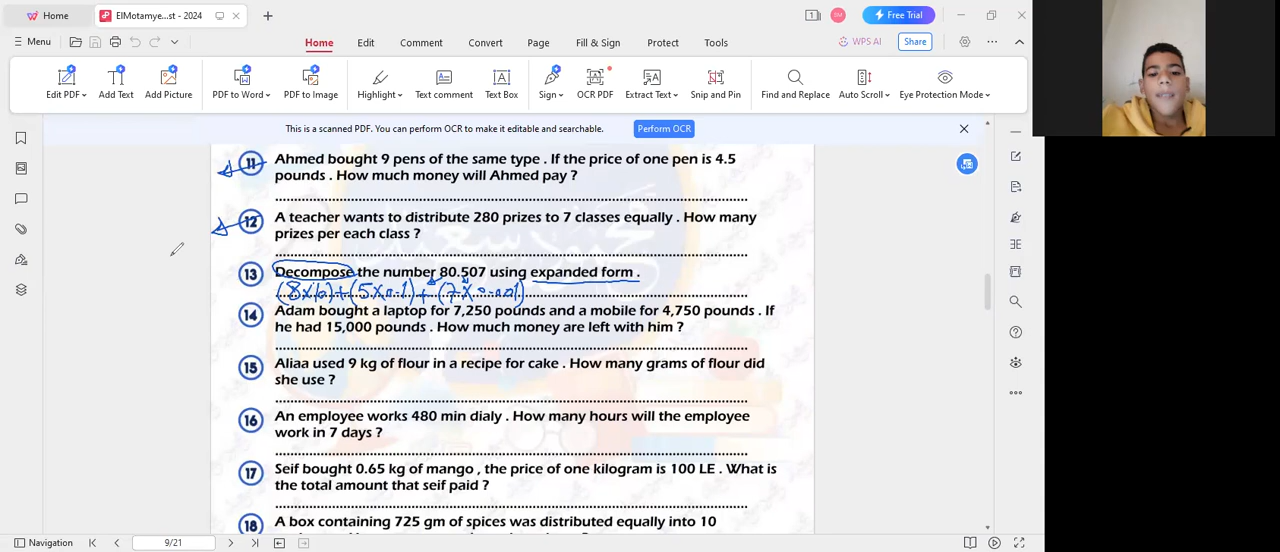 Home
ElMotamye...st - 2024
SM
Free Trial
Menu
Home
Edit
Comment
Convert
Page
Fill & Sign
Protect
Tools
WPS AI
Share
Edit PDF
Add Text
Add Picture
PDF to Word
PDF to Image
Highlight
Text comment
Text Box
Sign
OCR PDF
Extract Text
Snip and Pin
Find and Replace
Auto Scroll
Eye Protection Mode
This is a scanned PDF. You can perform OCR to make it editable and searchable.
Perform OCR
11 Ahmed bought 9 pens of the same type . If the price of one pen is 4.5
pounds . How much money will Ahmed pay ?
12 A teacher wants to distribute 280 prizes to 7 classes equally . How many
prizes per each class ?
13 Decompose the number 80.507 using expanded form .
(8x10)+(5x0.1)+(7x0.001)
14 Adam bought a laptop for 7,250 pounds and a mobile for 4,750 pounds . If
he had 15,000 pounds . How much money are left with him ?
15 Aliaa used 9 kg of flour in a recipe for cake . How many grams of flour did
she use ?
16 An employee works 480 min dialy . How many hours will the employee
work in 7 days ?
17 Seif bought 0.65 kg of mango , the price of one kilogram is 100 LE . What is
the total amount that seif paid ?
18 A box containing 725 gm of spices was distributed equally into 10
Navigation
9/21